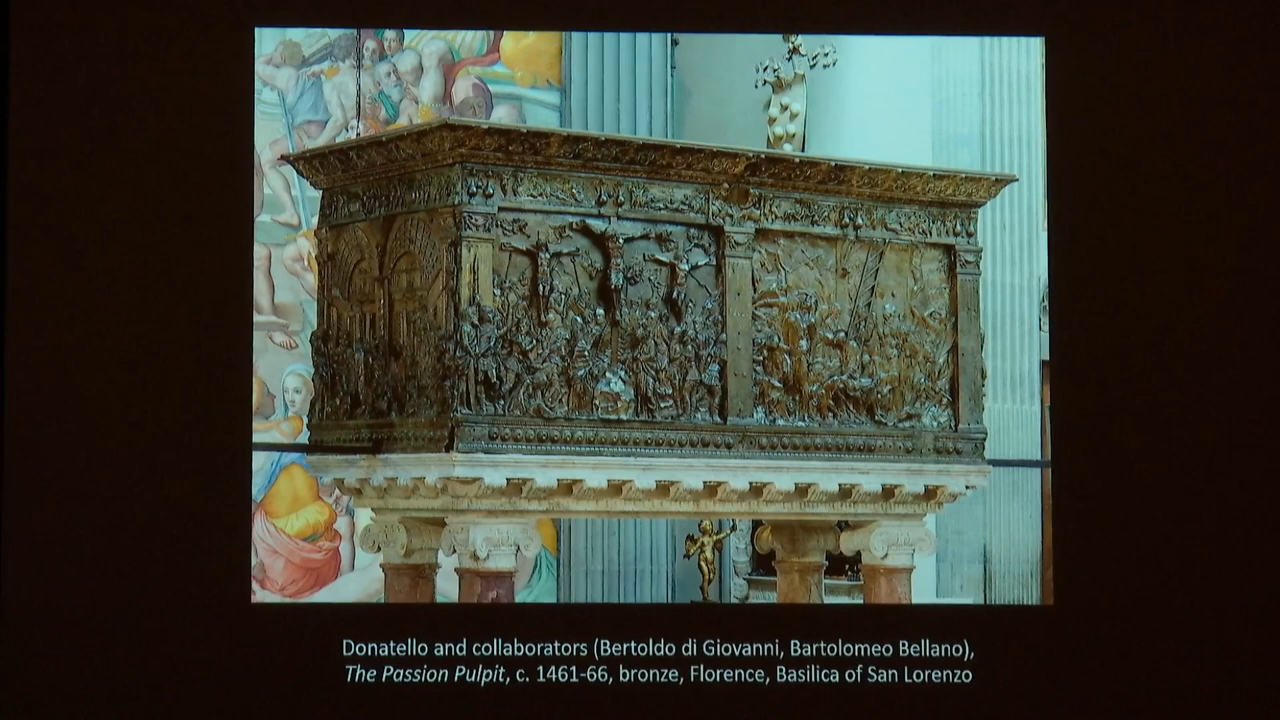 Donatello and collaborators (Bertoldo di Giovanni, Bartolomeo Bellano),
The Passion Pulpit, c. 1461-66, bronze, Florence, Basilica of San Lorenzo